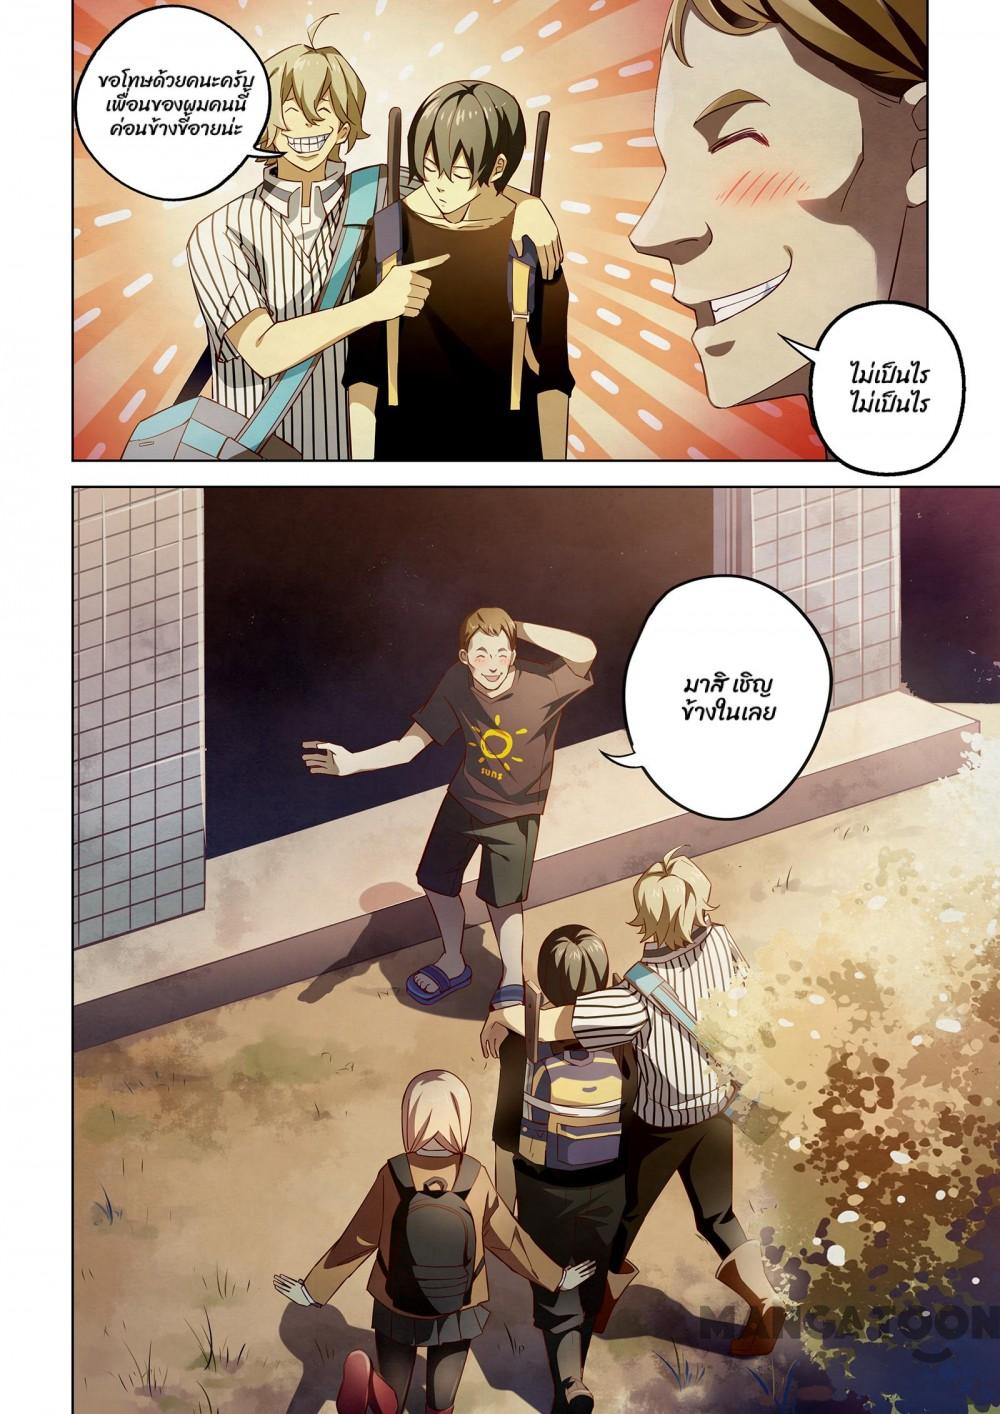 ขอโทษด้วยคนะครับ
เพื่อนของผมคนนี้
ค่อนข้างขี้อายน่ะ
ไม่เป็นไร
ไม่เป็นไร
มาสิ เชิญ
ข้างในเลย
suns
MANGATOON